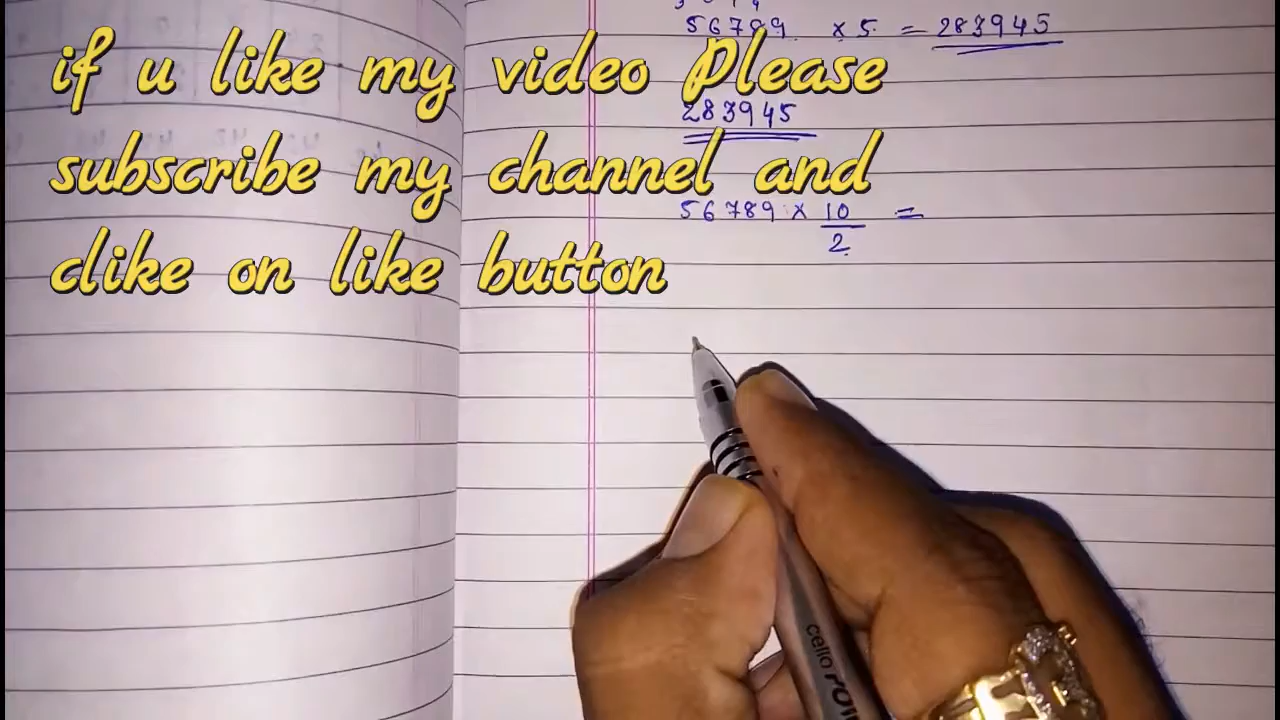 56789 × 5 = 283945
if u like my video Please
283945
subscribe my channel and
56789 × 10/2 =
clike on like button
cello